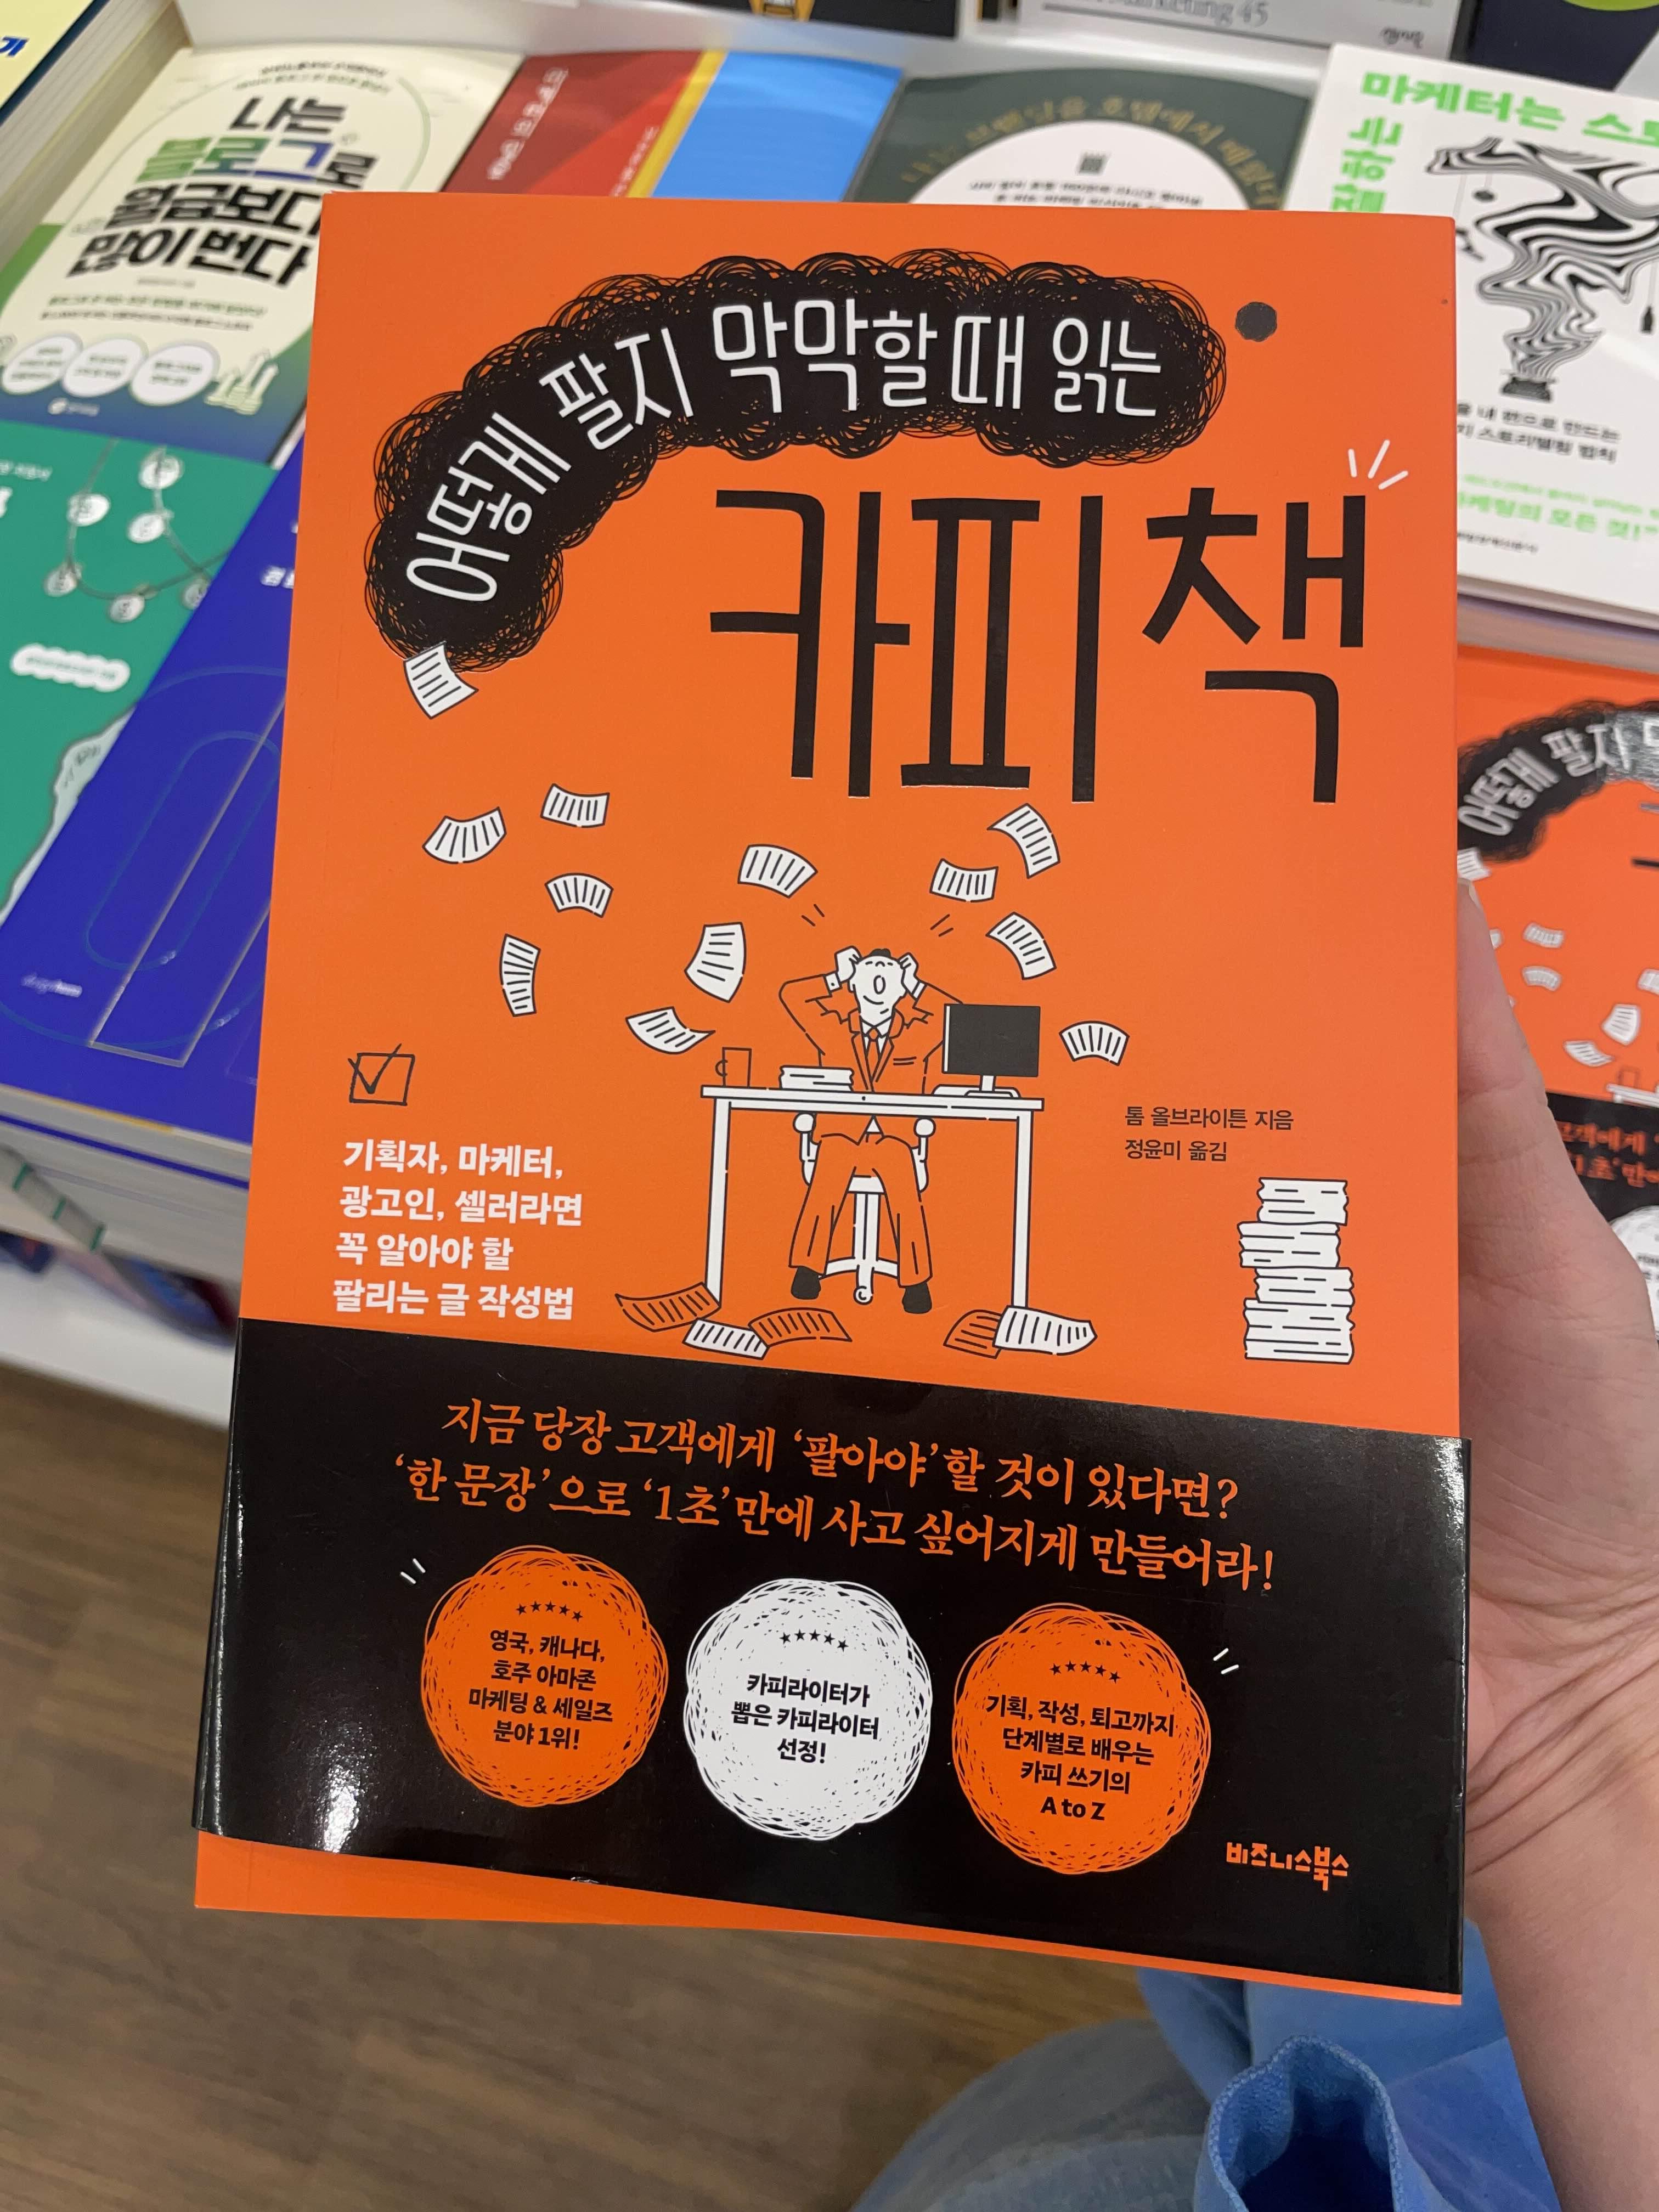 Marketing 45
나는
블로그로
월급보다
많이 번다
마케터는 스토
어떻게 팔지 막막할 때 읽는
카피책
기획자, 마케터,
광고인, 셀러라면
꼭 알아야 할
팔리는 글 작성법
톰 올브라이튼 지음
정윤미 옮김
지금 당장 고객에게 ‘팔아야’할 것이 있다면?
‘한 문장’으로 ‘1초’만에 사고 싶어지게 만들어라!
★★★★★
영국, 캐나다,
호주 아마존
마케팅 & 세일즈
분야 1위!
★★★★★
카피라이터가
뽑은 카피라이터
선정!
★★★★★
기획, 작성, 퇴고까지
단계별로 배우는
카피 쓰기의
A to Z
비즈니스북스
어떻게 팔지